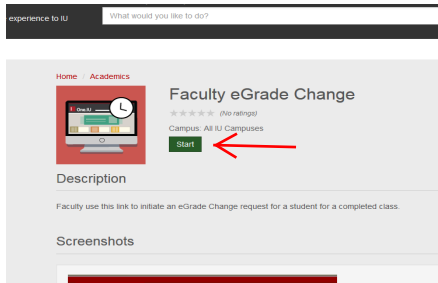 experience to IU
What would you like to do?
Home / Academics
One.IU
Faculty eGrade Change
(No ratings)
Campus: All IU Campuses
Start
Description
Faculty use this link to initiate an eGrade Change request for a student for a completed class.
Screenshots